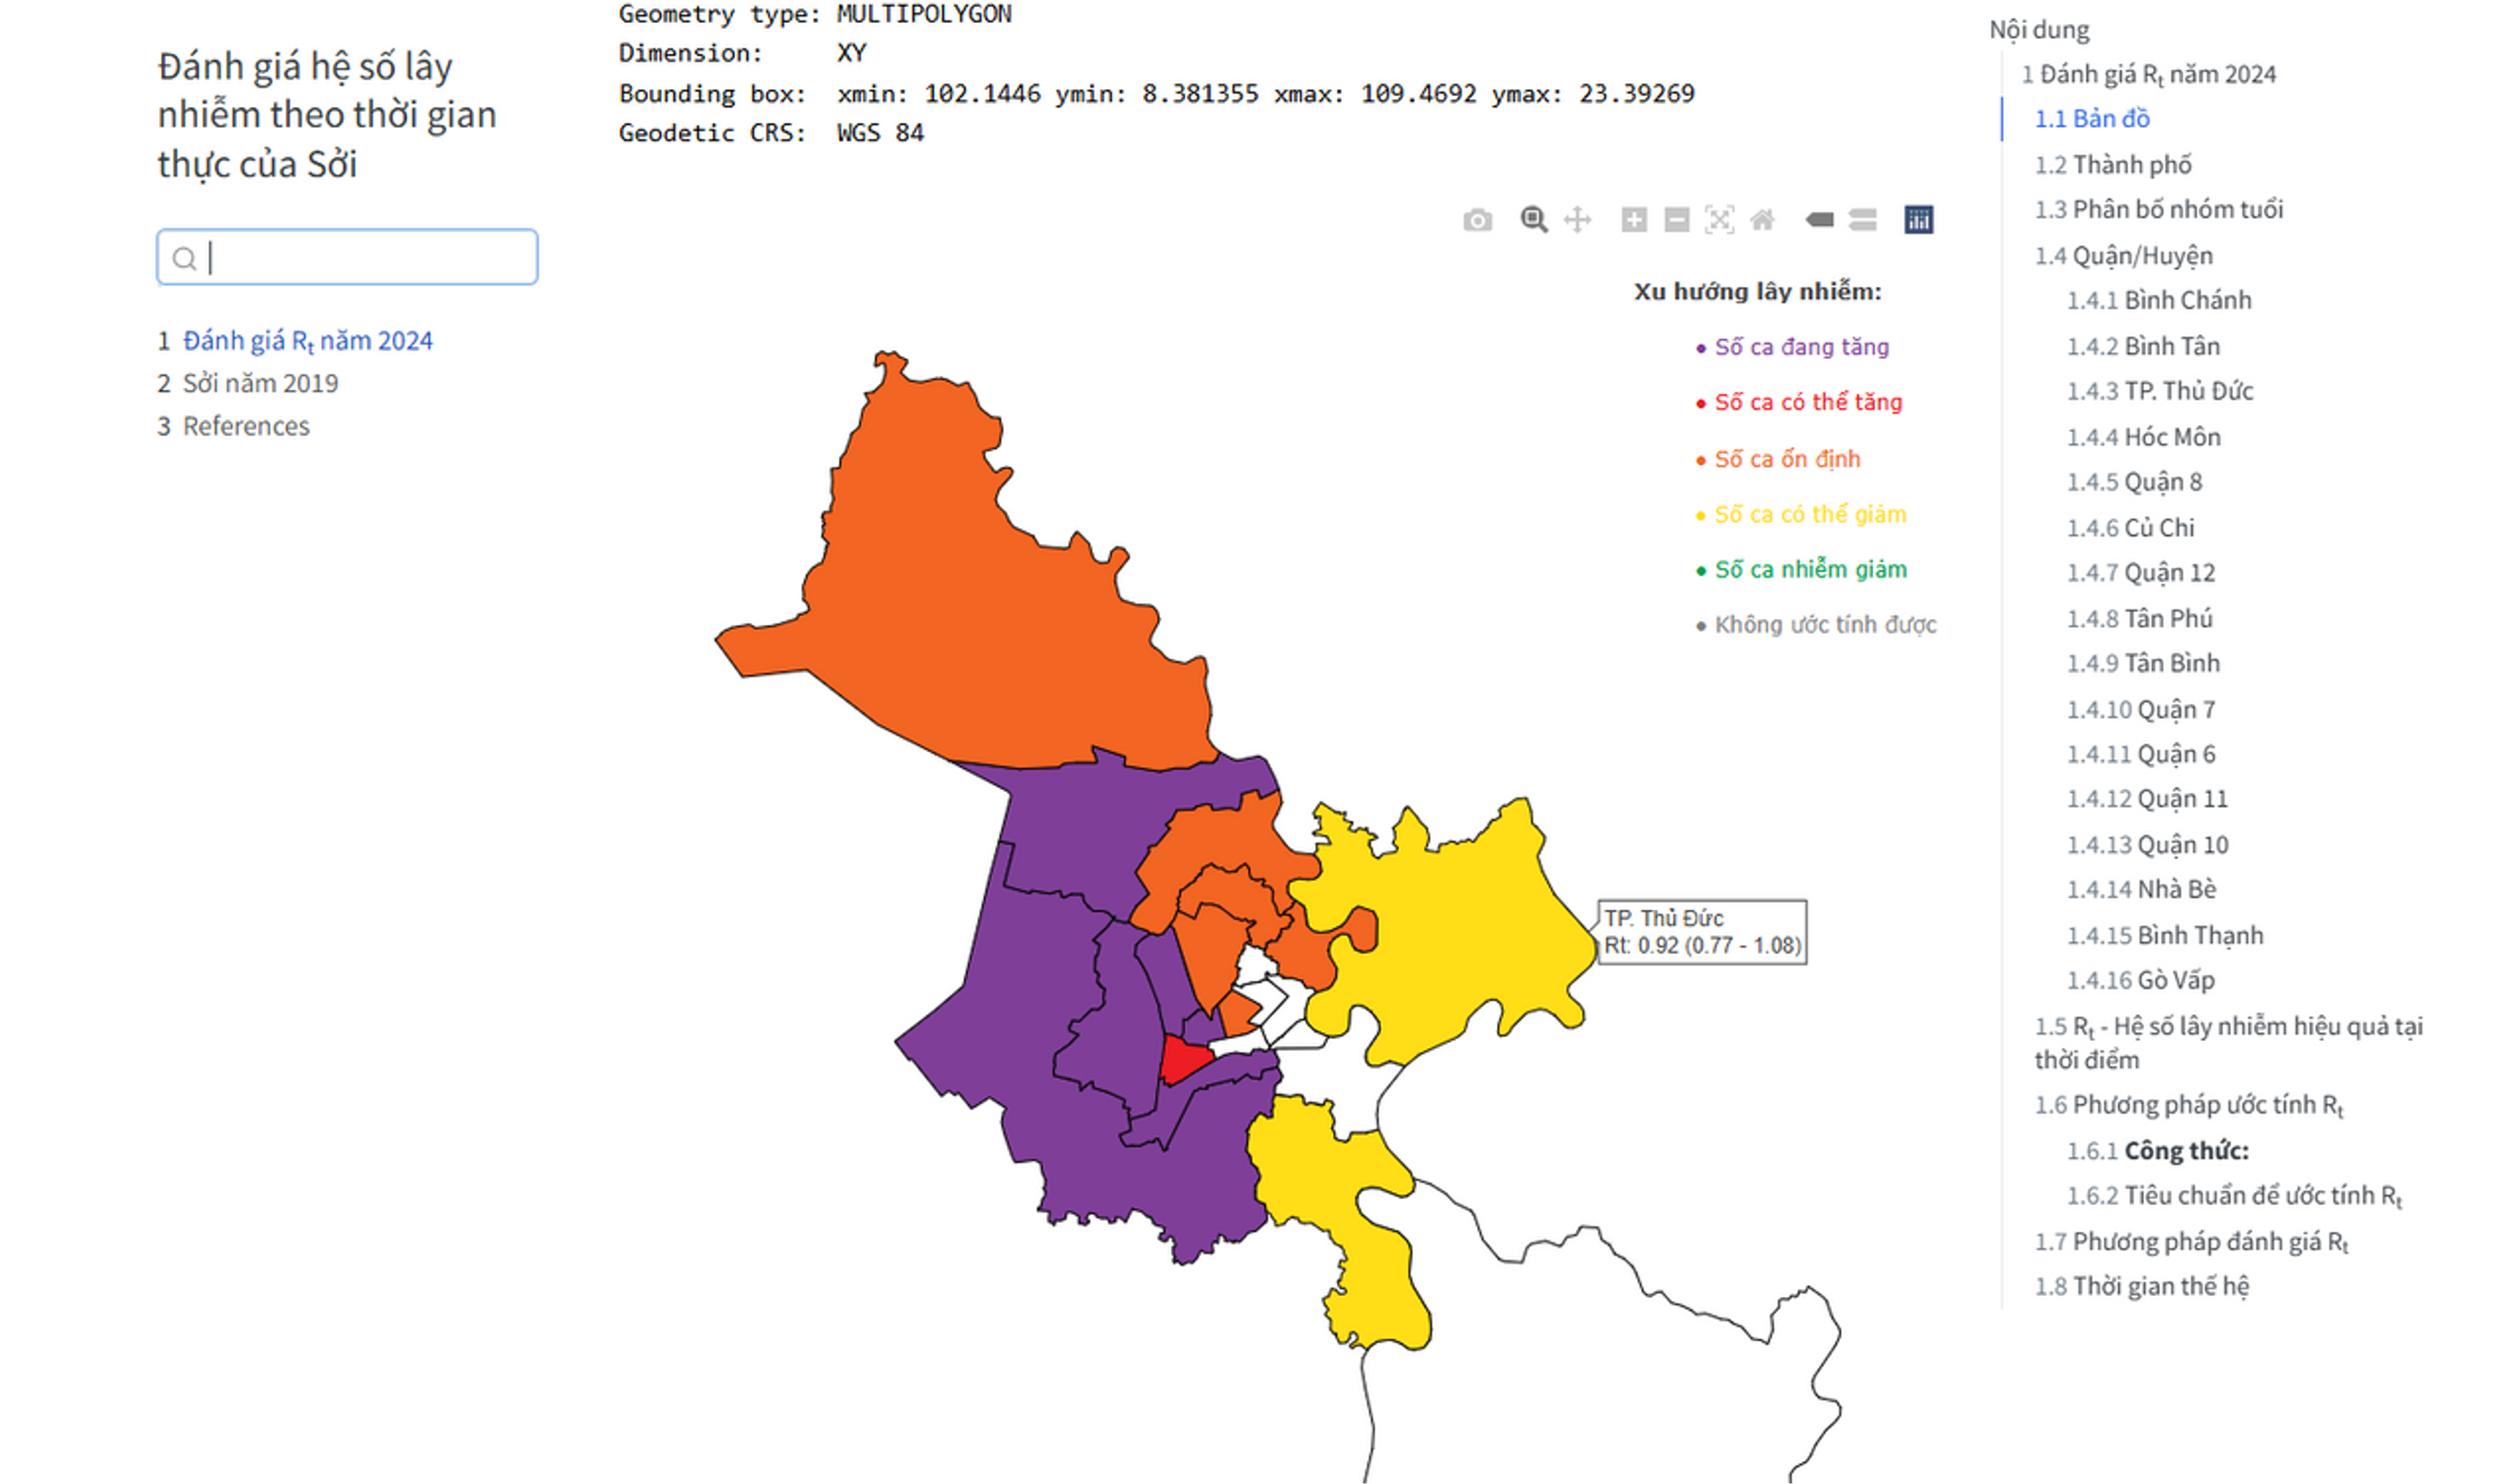 Đánh giá hệ số lây
nhiễm theo thời gian
thực của Sởi
1 Đánh giá Rt năm 2024
2 Sởi năm 2019
3 References
Geometry type: MULTIPOLYGON
Dimension: XY
Bounding box: xmin: 102.1446 ymin: 8.381355 xmax: 109.4692 ymax: 23.39269
Geodetic CRS: WGS 84
Xu hướng lây nhiễm:
• Số ca đang tăng
• Số ca có thể tăng
• Số ca ổn định
• Số ca có thể giảm
• Số ca nhiễm giảm
• Không ước tính được
TP. Thủ Đức
Rt: 0.92 (0.77 - 1.08)
Nội dung
1 Đánh giá Rt năm 2024
1.1 Bản đồ
1.2 Thành phố
1.3 Phân bố nhóm tuổi
1.4 Quận/Huyện
1.4.1 Bình Chánh
1.4.2 Bình Tân
1.4.3 TP. Thủ Đức
1.4.4 Hóc Môn
1.4.5 Quận 8
1.4.6 Củ Chi
1.4.7 Quận 12
1.4.8 Tân Phú
1.4.9 Tân Bình
1.4.10 Quận 7
1.4.11 Quận 6
1.4.12 Quận 11
1.4.13 Quận 10
1.4.14 Nhà Bè
1.4.15 Bình Thạnh
1.4.16 Gò Vấp
1.5 Rt - Hệ số lây nhiễm hiệu quả tại
thời điểm
1.6 Phương pháp ước tính Rt
1.6.1 Công thức:
1.6.2 Tiêu chuẩn để ước tính Rt
1.7 Phương pháp đánh giá Rt
1.8 Thời gian thế hệ